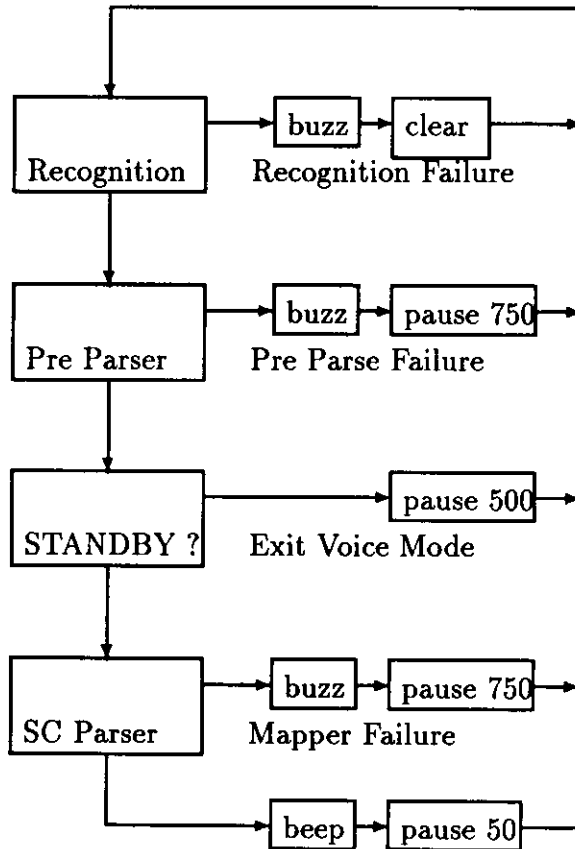 buzz clear
Recognition Recognition Failure
buzz pause 750
Pre Parser Pre Parse Failure
pause 500
STANDBY ? Exit Voice Mode
buzz pause 750
SC Parser Mapper Failure
beep pause 50